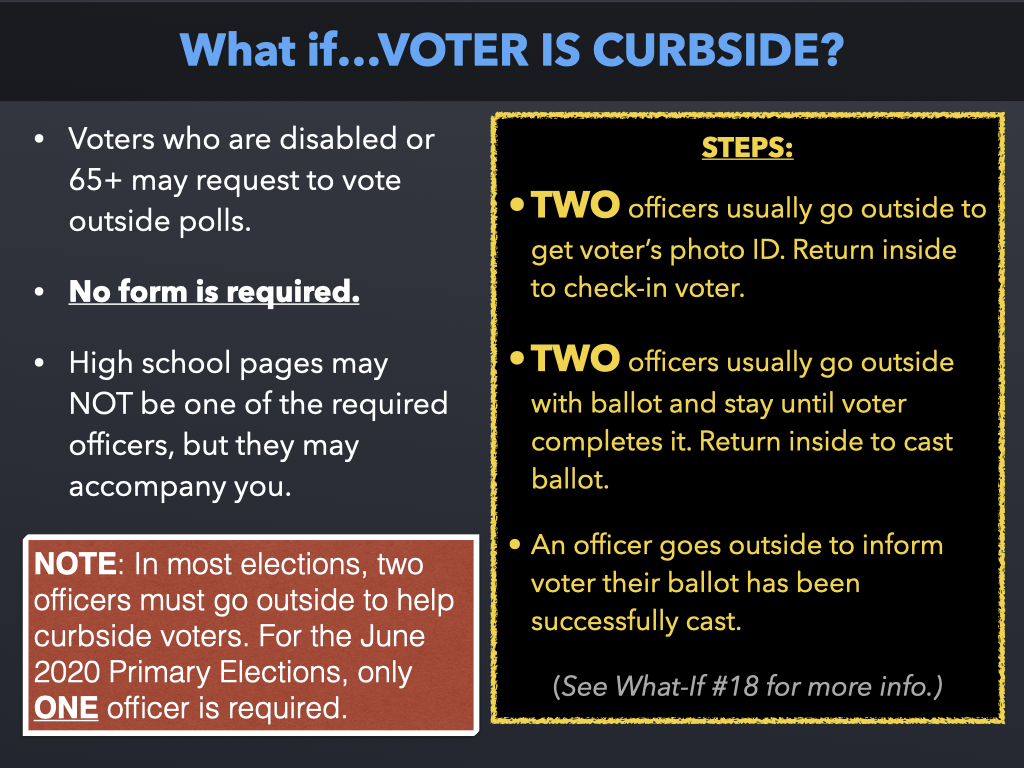 What if...VOTER IS CURBSIDE?
• Voters who are disabled or
65+ may request to vote
outside polls.
• No form is required.
• High school pages may
NOT be one of the required
officers, but they may
accompany you.
NOTE: In most elections, two
officers must go outside to help
curbside voters. For the June
2020 Primary Elections, only
ONE officer is required.
STEPS:
• TWO officers usually go outside to
get voter’s photo ID. Return inside
to check-in voter.
• TWO officers usually go outside
with ballot and stay until voter
completes it. Return inside to cast
ballot.
• An officer goes outside to inform
voter their ballot has been
successfully cast.
(See What-If #18 for more info.)